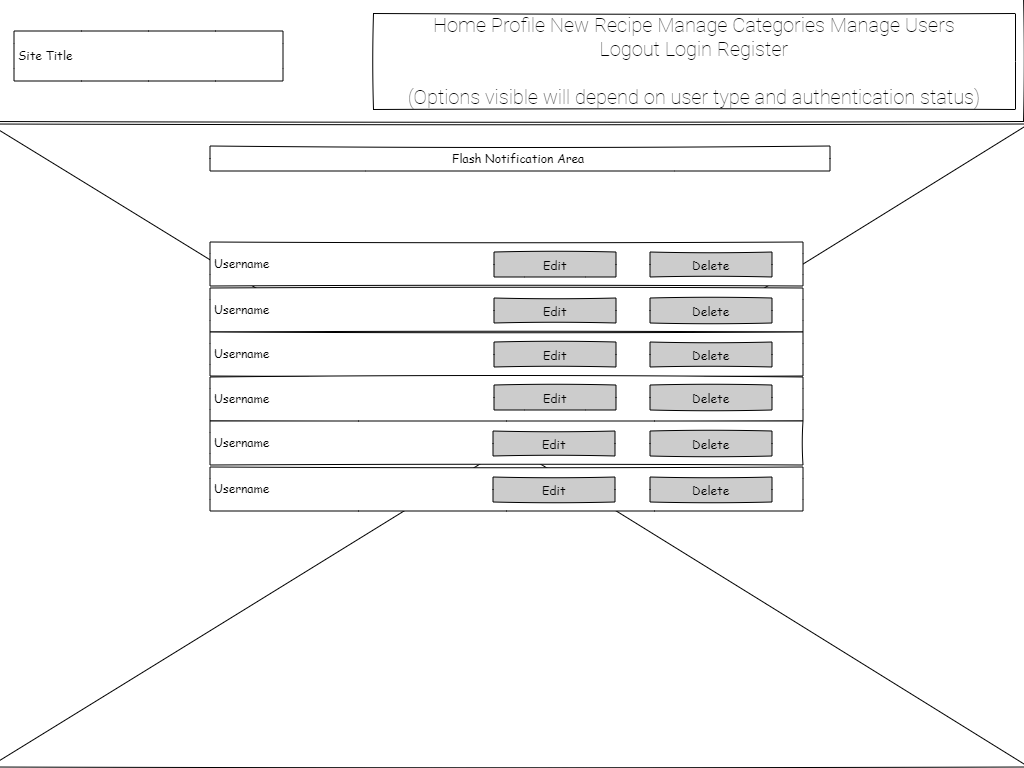 Home Profile New Recipe Manage Categories Manage Users
Logout Login Register
Site Title
(Options visible will depend on user type and authentication status)
Flash Notification Area
Username Edit Delete
Username Edit Delete
Username Edit Delete
Username Edit Delete
Username Edit Delete
Username Edit Delete